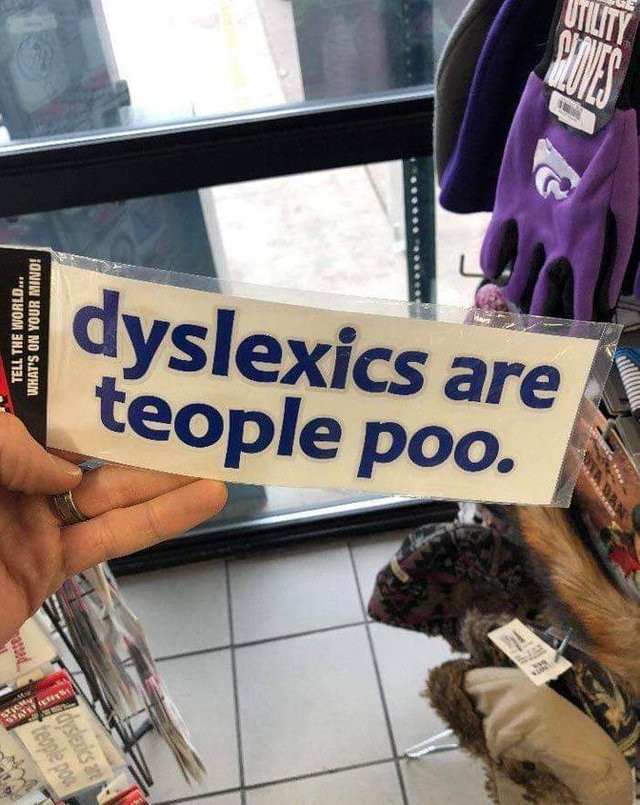 UTILITY
GLOVES
TELL THE WORLD...
WHAT'S ON YOUR MIND!
dyslexics are
teople poo.
dyslexics are
teople poo.